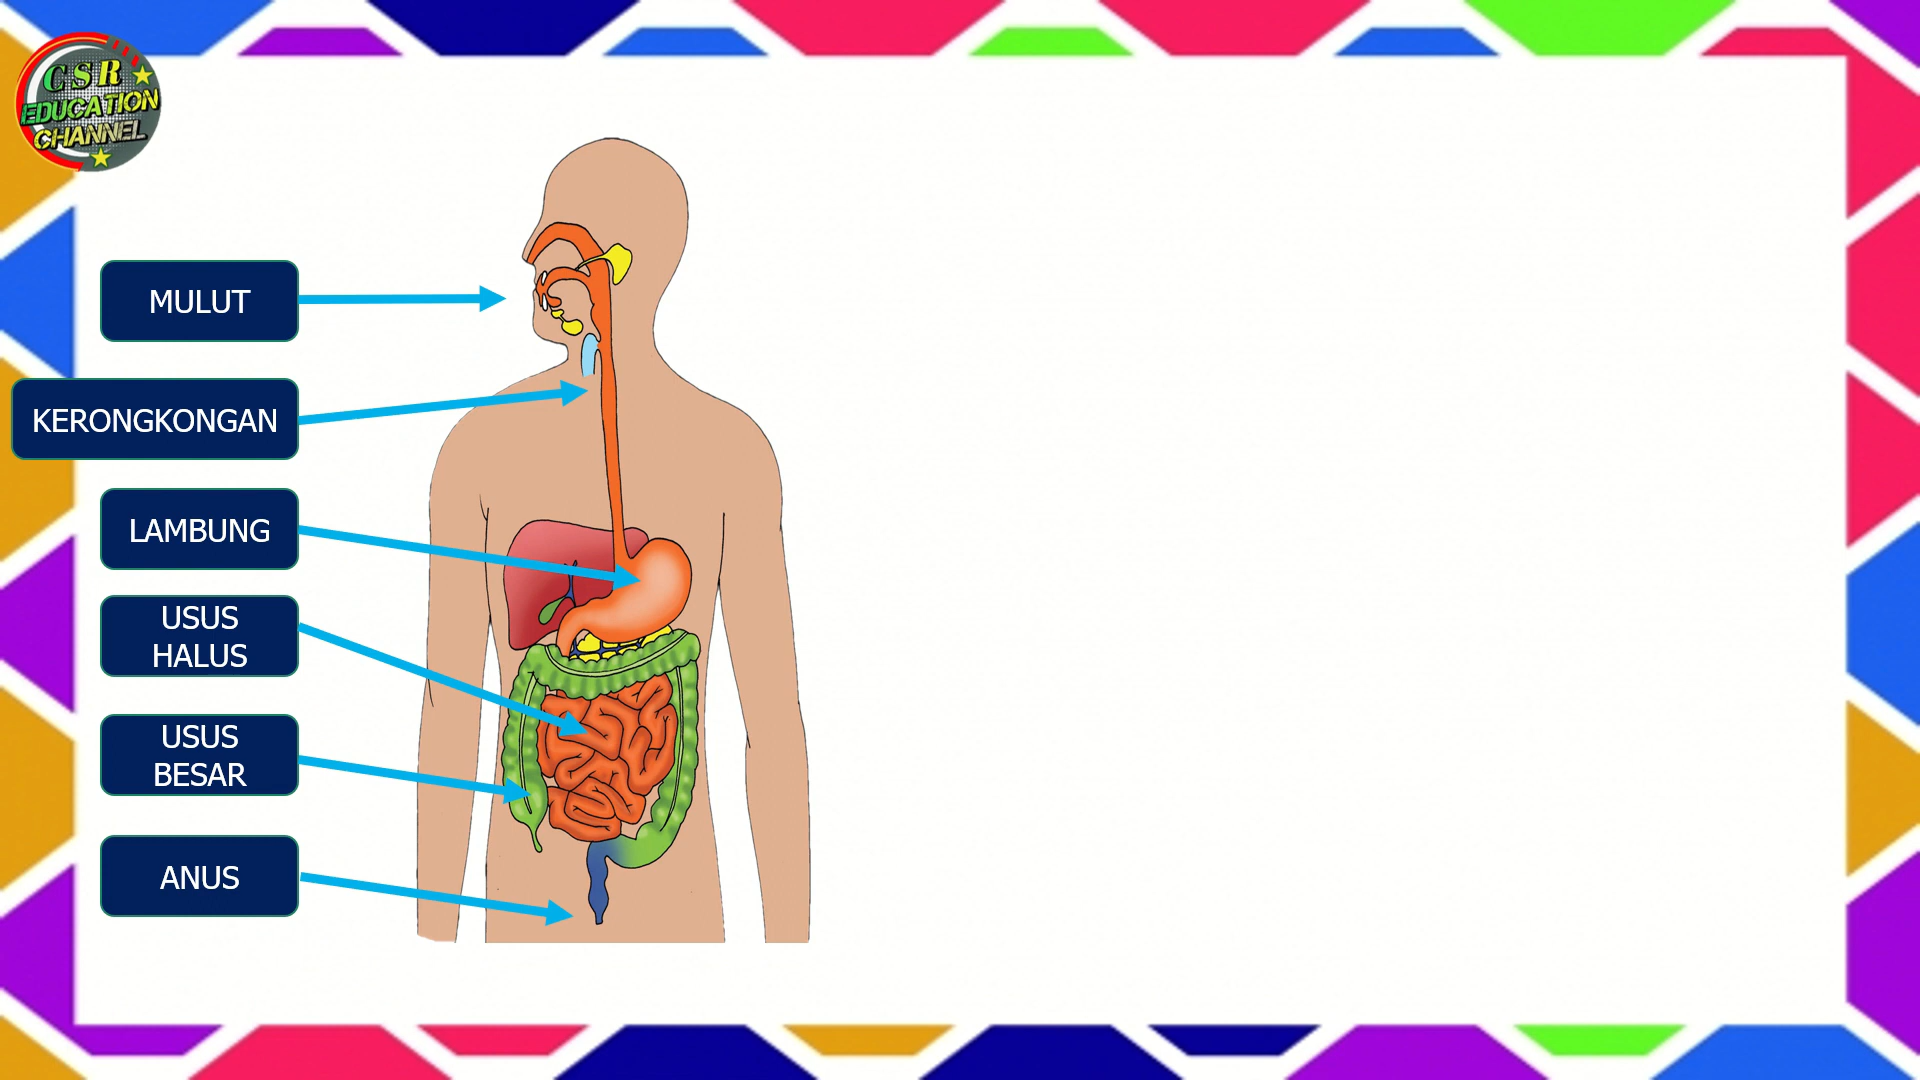 CSR
EDUCATION
CHANNEL
MULUT
KERONGKONGAN
LAMBUNG
USUS
HALUS
USUS
BESAR
ANUS